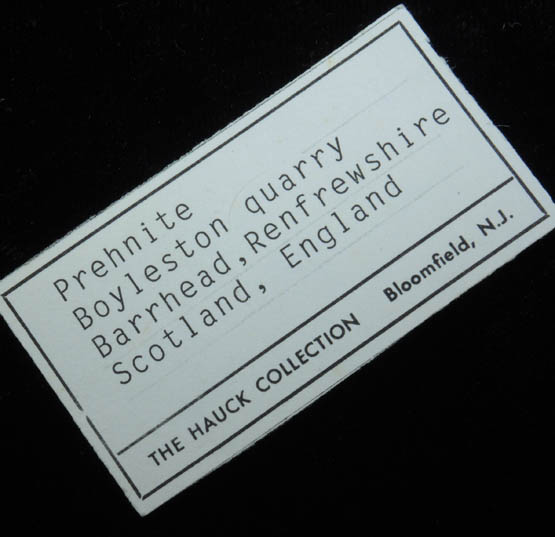 Prehnite
Boyleston quarry
Barrhead,Renfrewshire
Scotland, England
THE HAUCK COLLECTION Bloomfield, N.J.